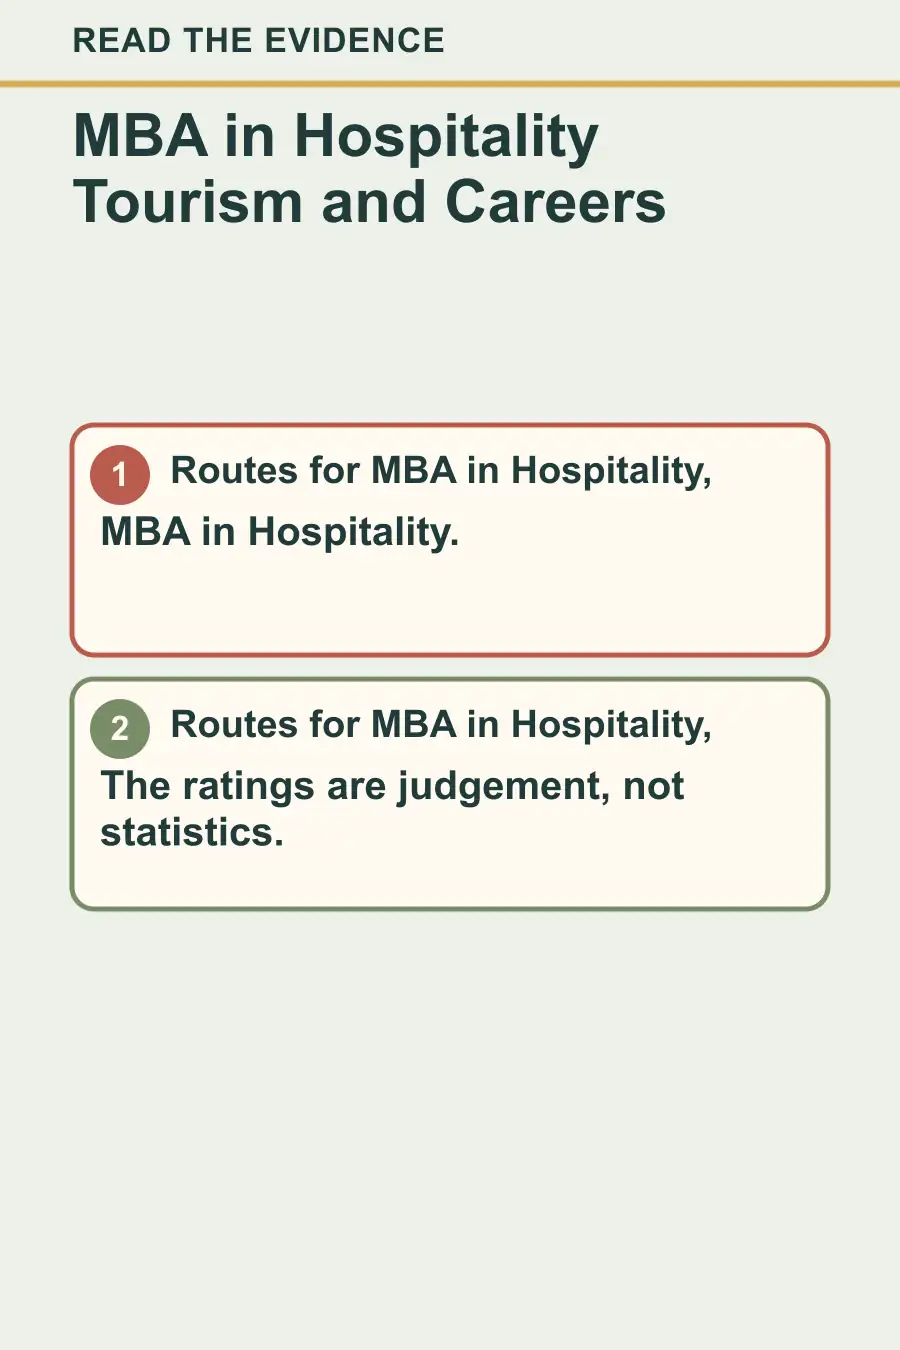 READ THE EVIDENCE
MBA in Hospitality
Tourism and Careers
1 Routes for MBA in Hospitality,
MBA in Hospitality.
2 Routes for MBA in Hospitality,
The ratings are judgement, not
statistics.